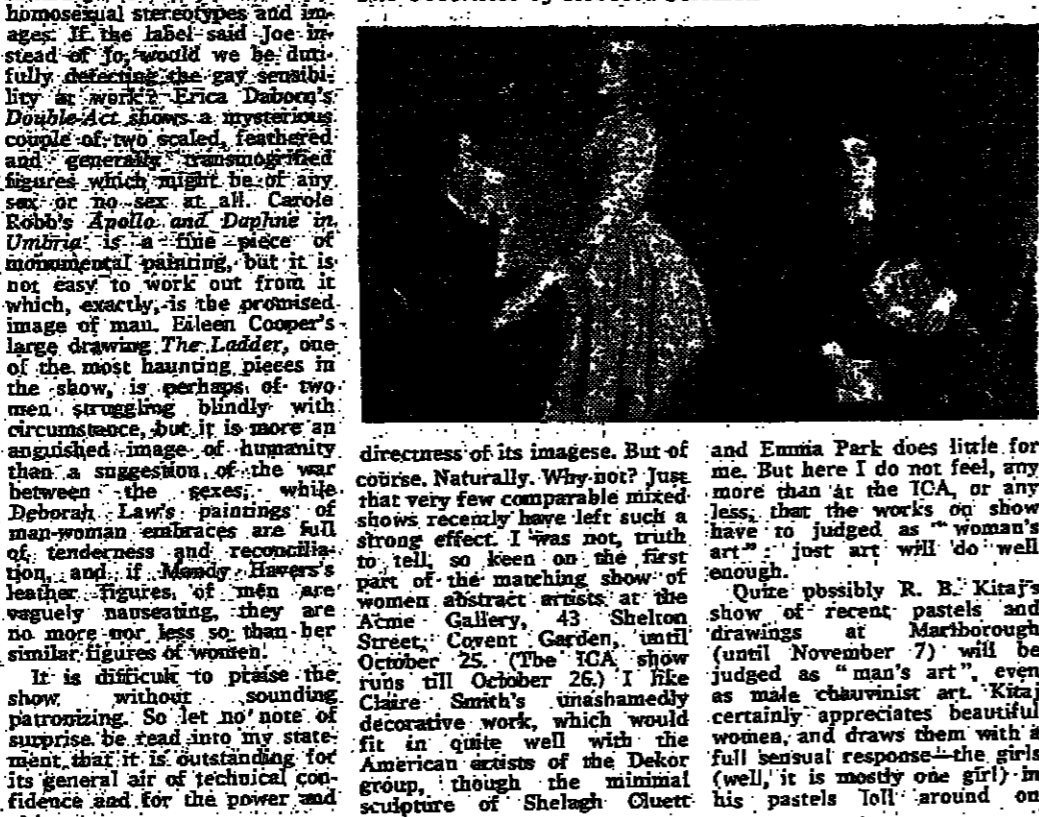 homosexual stereotypes and im-
ages. If the label said Joe in-
stead of Jo, would we be duti-
fully detecting the gay sensibi-
lity at work? Erica Daborn's
Double-Act shows a mysterious
couple of two scaled, feathered
and generally transmogrified
figures which might be of any
sex or no sex at all. Carole
Robb's Apollo and Daphne in
Umbria is a fine piece of
monumental painting, but it is
not easy to work out from it
which, exactly, is the promised
image of man. Eileen Cooper's
large drawing The Ladder, one
of the most haunting pieces in
the show, is perhaps of two
men struggling blindly with
circumstance, but it is more an
anguished image of humanity
than a suggestion of the war
between the sexes, while
Deborah Law's paintings of
man-woman embraces are full
of tenderness and reconcilia-
tion, and if Mandy Havers's
leather figures of men are
vaguely nauseating, they are
no more nor less so than her
similar figures of women.
It is difficult to praise the
show without sounding
patronizing. So let no note of
surprise be read into my state-
ment that it is outstanding for
its general air of technical con-
fidence and for the power and
directness of its imagese. But of
course. Naturally. Why not? Just
that very few comparable mixed
shows recently have left such a
strong effect. I was not, truth
to tell, so keen on the first
part of the matching show of
women abstract artists at the
Acme Gallery, 43 Shelton
Street, Covent Garden, until
October 25. (The ICA show
runs till October 26.) I like
Claire Smith's unashamedly
decorative work, which would
fit in quite well with the
American artists of the Dekor
group, though the minimal
sculpture of Shelagh Cluett
and Emma Park does little for
me. But here I do not feel, any
more than at the ICA, or any
less, that the works on show
have to judged as "woman's
art": just art will do well
enough.
Quite possibly R. B. Kitaj's
show of recent pastels and
drawings at Marlborough
(until November 7) will be
judged as "man's art", even
as male chauvinist art. Kitaj
certainly appreciates beautiful
women, and draws them with a
full sensual response—the girls
(well, it is mostly one girl) in
his pastels loll around on